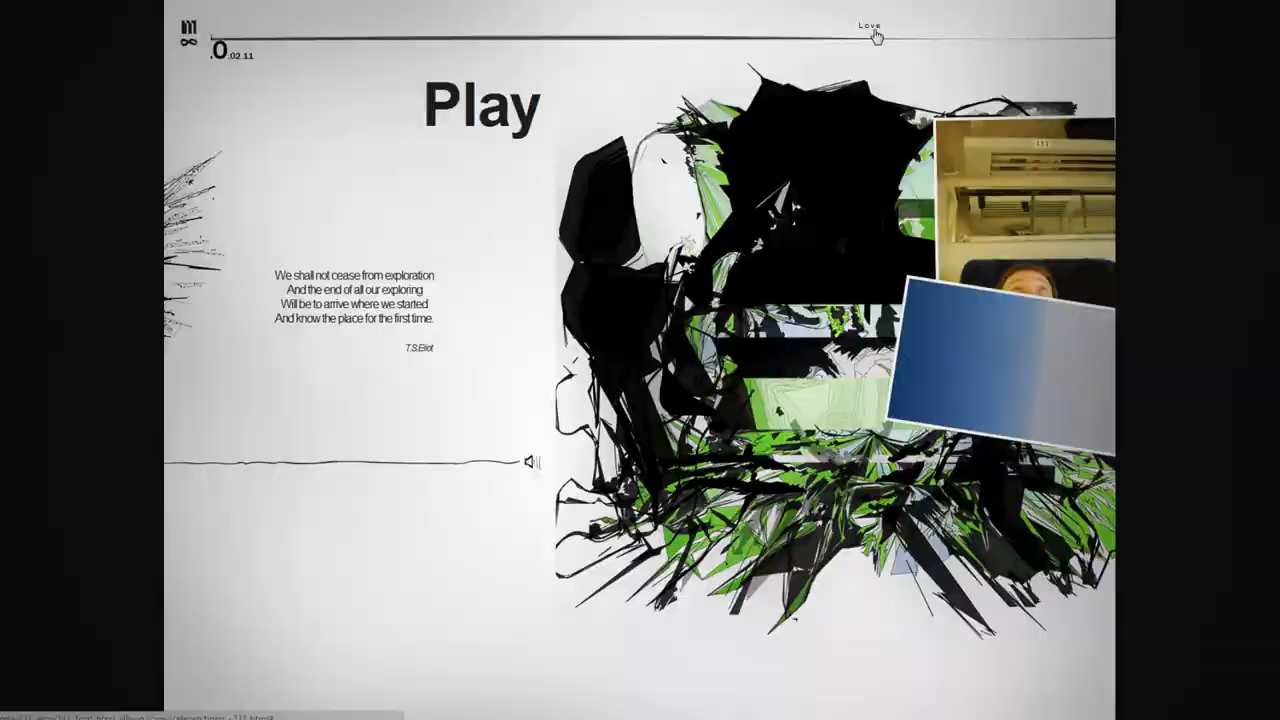 m
∞
Love
.0.02.11
Play
We shall not cease from exploration
And the end of all our exploring
Will be to arrive where we started
And know the place for the first time.
T.S.Eliot